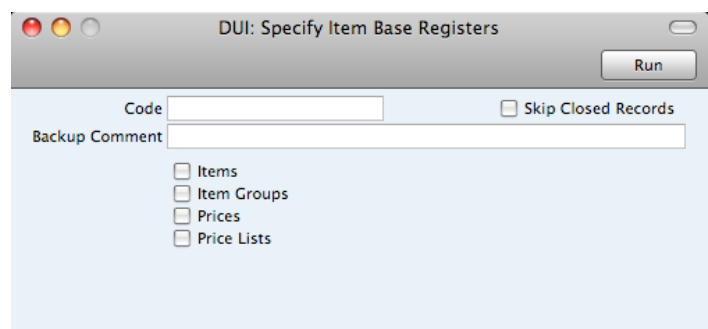 DUI: Specify Item Base Registers
Run
Code
Skip Closed Records
Backup Comment
Items
Item Groups
Prices
Price Lists